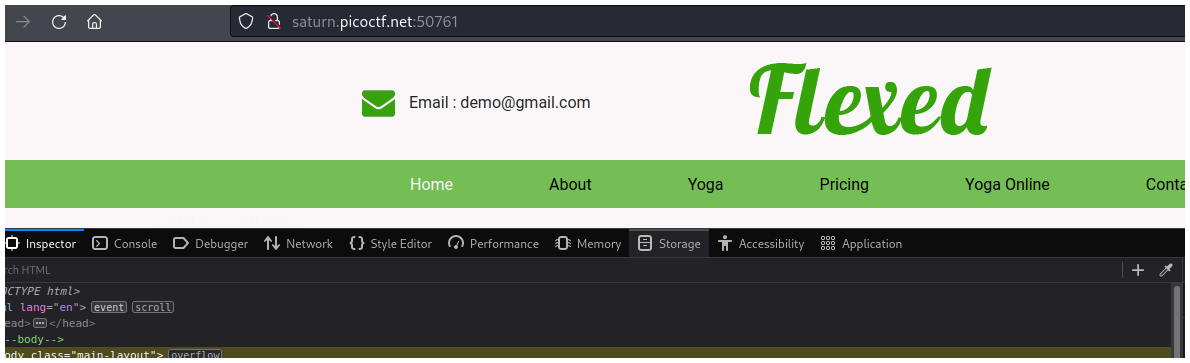 saturn.picoctf.net:50761
Email : demo@gmail.com
Flexed
Home About Yoga Pricing Yoga Online Conta
Inspector Console Debugger Network Style Editor Performance Memory Storage Accessibility Application
rch HTML
OCTYPE html>
ml lang="en"> event scroll
ead> ••• </head>
--body-->
ody class="main-layout"> overflow